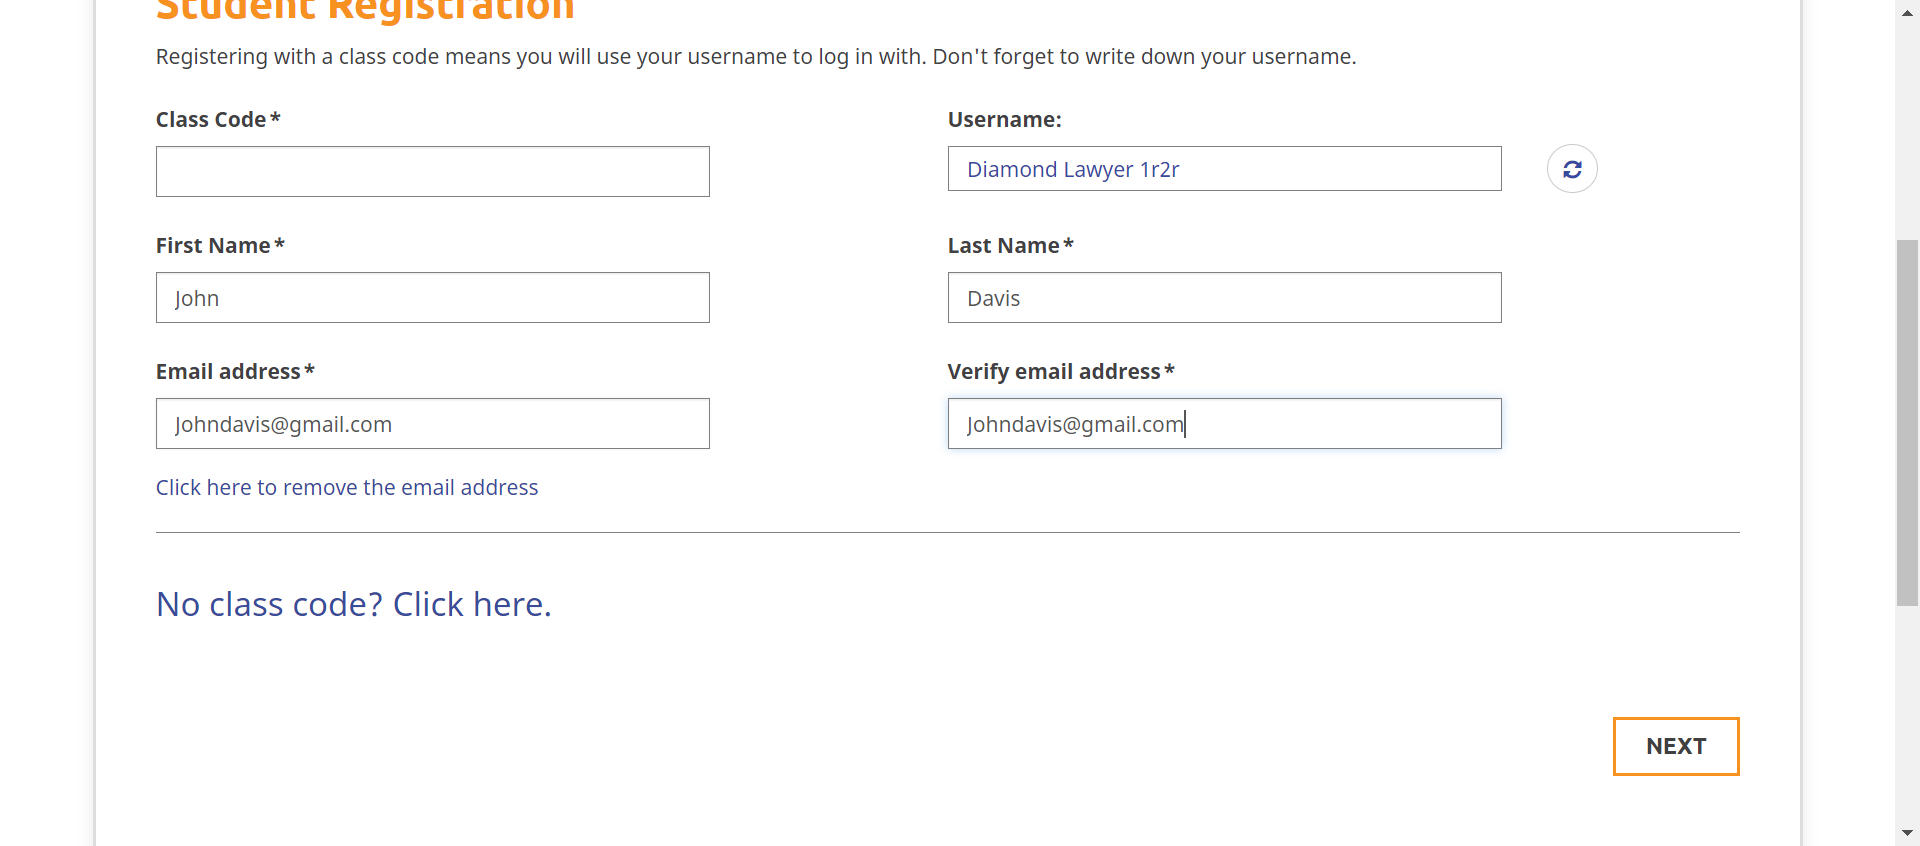 Student Registration
Registering with a class code means you will use your username to log in with. Don't forget to write down your username.
Class Code*
Username:
Diamond Lawyer 1r2r
First Name*
Last Name*
John
Davis
Email address*
Verify email address*
Johndavis@gmail.com
Johndavis@gmail.com
Click here to remove the email address
No class code? Click here.
NEXT